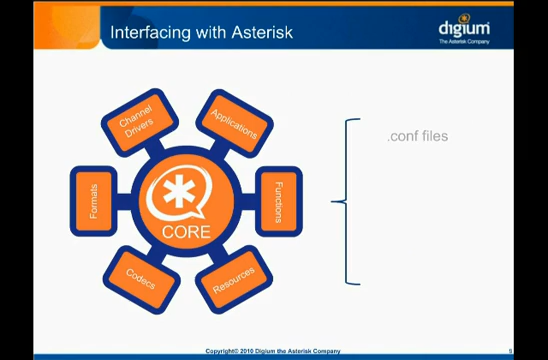 Interfacing with Asterisk
digium
The Asterisk Company
Channel
Drivers
Applications
.conf files
Formats
Functions
CORE
Codecs
Resources
Copyright© 2010 Digium the Asterisk Company
5